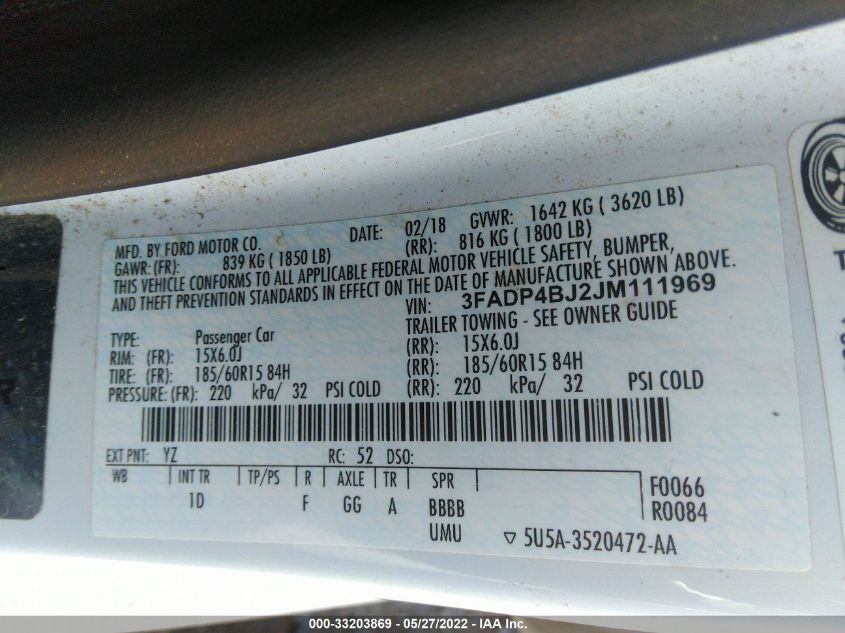 MFD. BY FORD MOTOR CO. DATE: 02/18 GVWR: 1642 KG ( 3620 LB)
GAWR: (FR): 839 KG ( 1850 LB) (RR): 816 KG ( 1800 LB)
THIS VEHICLE CONFORMS TO ALL APPLICABLE FEDERAL MOTOR VEHICLE SAFETY, BUMPER,
AND THEFT PREVENTION STANDARDS IN EFFECT ON THE DATE OF MANUFACTURE SHOWN ABOVE.
VIN: 3FADP4BJ2JM111969
TYPE: Passenger Car TRAILER TOWING - SEE OWNER GUIDE
RIM: (FR): 15X6.0J (RR): 15X6.0J
TIRE: (FR): 185/60R15 84H (RR): 185/60R15 84H
PRESSURE: (FR): 220 kPa/ 32 PSI COLD (RR): 220 kPa/ 32 PSI COLD
EXT PNT: YZ RC: 52 DSO:
WB INT TR TP/PS R AXLE TR SPR F0066
1D F GG A BBBB R0084
UMU ▽ 5U5A-3520472-AA
000-33203869 - 05/27/2022 - IAA Inc.